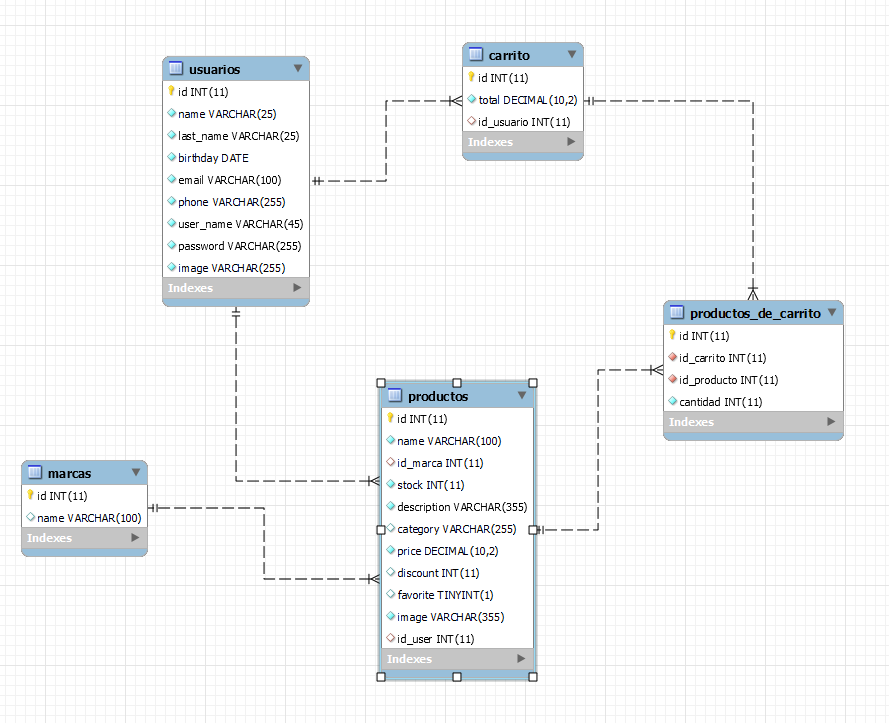 usuarios
id INT(11)
name VARCHAR(25)
last_name VARCHAR(25)
birthday DATE
email VARCHAR(100)
phone VARCHAR(255)
user_name VARCHAR(45)
password VARCHAR(255)
image VARCHAR(255)
Indexes
carrito
id INT(11)
total DECIMAL(10,2)
id_usuario INT(11)
Indexes
productos_de_carrito
id INT(11)
id_carrito INT(11)
id_producto INT(11)
cantidad INT(11)
Indexes
marcas
id INT(11)
name VARCHAR(100)
Indexes
productos
id INT(11)
name VARCHAR(100)
id_marca INT(11)
stock INT(11)
description VARCHAR(355)
category VARCHAR(255)
price DECIMAL(10,2)
discount INT(11)
favorite TINYINT(1)
image VARCHAR(355)
id_user INT(11)
Indexes